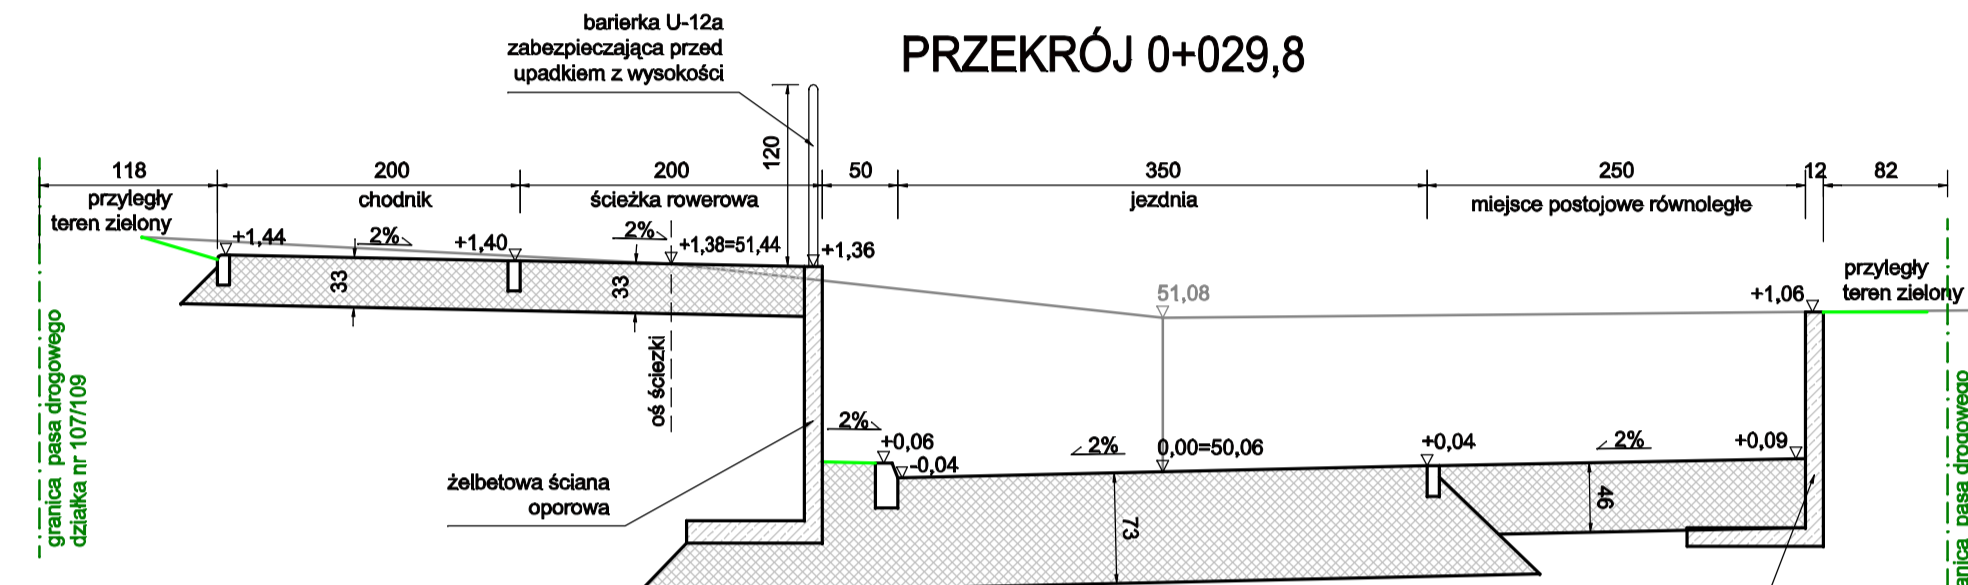 barierka U-12a
zabezpieczająca przed
upadkiem z wysokości
PRZEKRÓJ 0+029,8
120
118
200
200
50
350
250
12
82
przyległy
teren zielony
chodnik
ścieżka rowerowa
jezdnia
miejsce postojowe równoległe
+1,44
2%
+1,40
2%
+1,38=51,44
+1,36
33
33
51,08
+1,06
przyległy
teren zielony
granica pasa drogowego
działka nr 107/109
oś ściezki
2%
+0,06
-0,04
2%
0,00=50,06
+0,04
2%
+0,09
żelbetowa ściana
oporowa
73
46
pasa drogowego